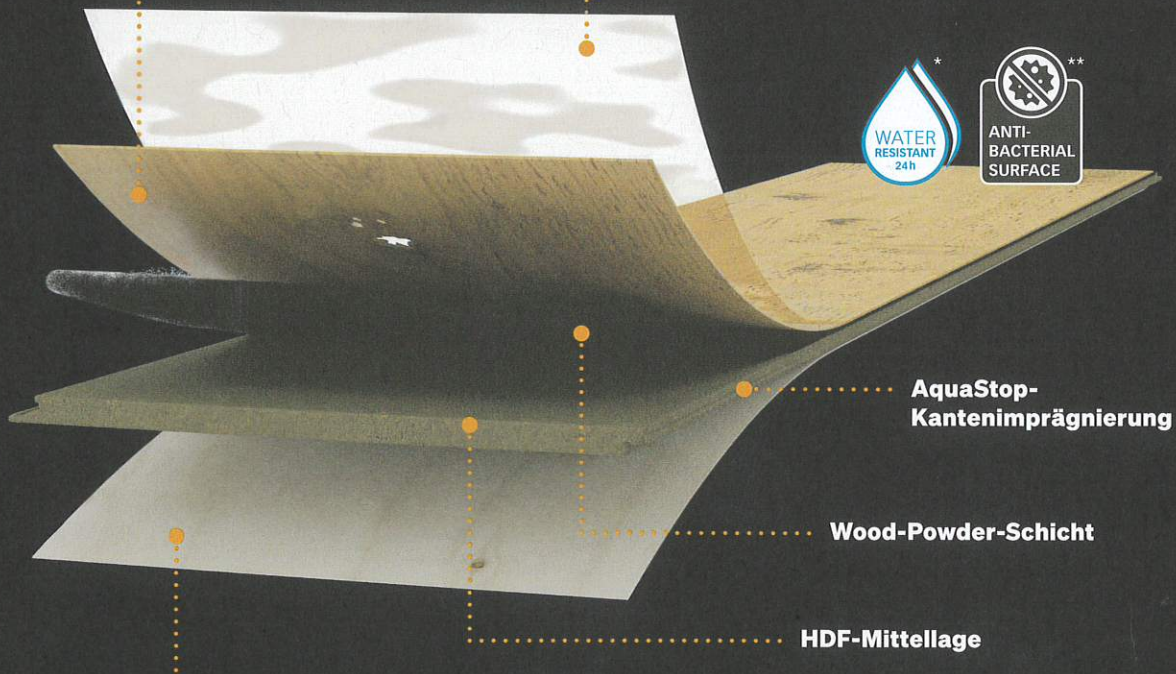 *
**
WATER
RESISTANT
24h
ANTI-
BACTERIAL
SURFACE
AquaStop-
Kantenimprägnierung
Wood-Powder-Schicht
HDF-Mittellage